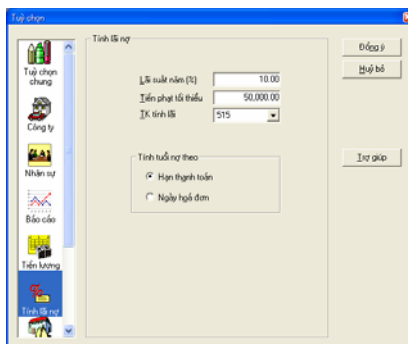 Tuỳ chọn
Tuỳ chọn
chung
Công ty
Nhân sự
Báo cáo
Tiền lương
Tính lãi nợ
Tính lãi nợ
Lãi suất năm (%) 10.00
Tiền phạt tối thiểu 50,000.00
TK tính lãi 515
Tính tuổi nợ theo
Hạn thanh toán
Ngày hoá đơn
Đồng ý
Huỷ bỏ
Trợ giúp